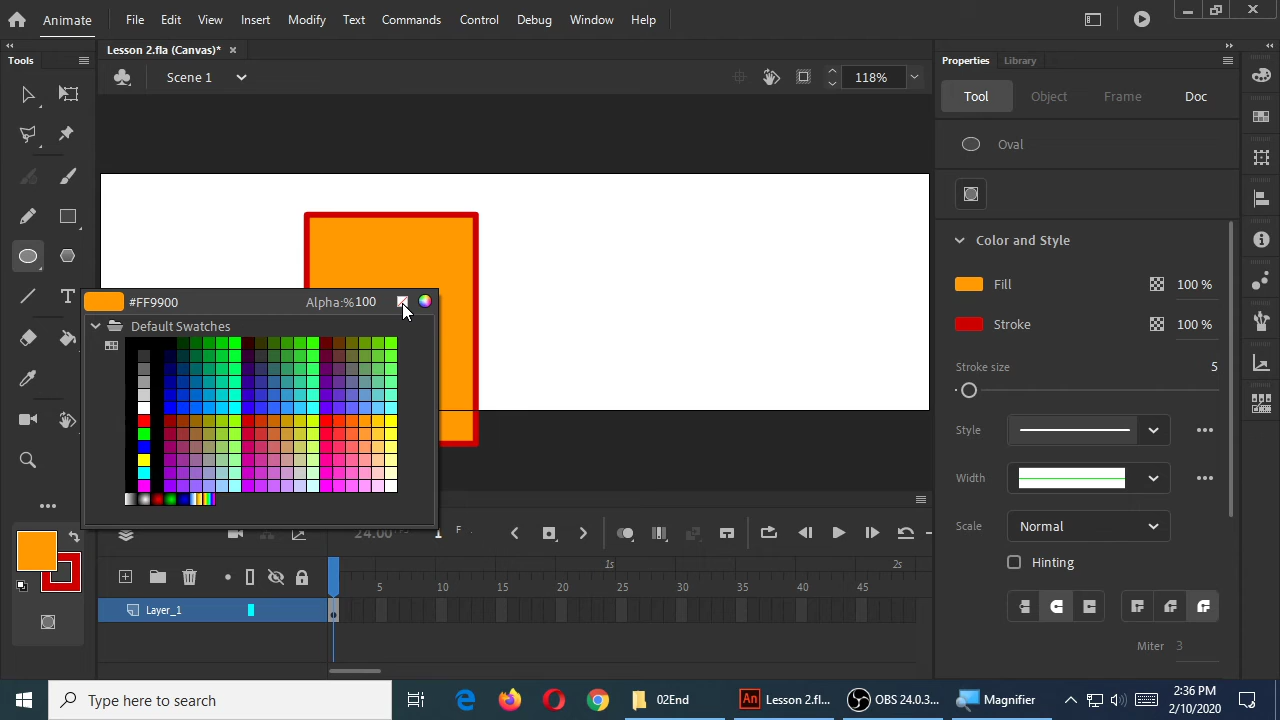 Animate
File Edit View Insert Modify Text Commands Control Debug Window Help
Lesson 2.fla (Canvas)*
Tools
Scene 1
118%
Properties Library
Tool Object Frame Doc
Oval
Color and Style
Fill 100 %
Stroke 100 %
Stroke size 5
Style
Width
Scale Normal
Hinting
Miter 3
#FF9900 Alpha:%100
Default Swatches
24.00 1 F
1s 2s
5 10 15 20 25 30 35 40 45
Layer_1
Type here to search
02End
An Lesson 2.fl...
OBS 24.0.3...
Magnifier
2:36 PM
2/10/2020